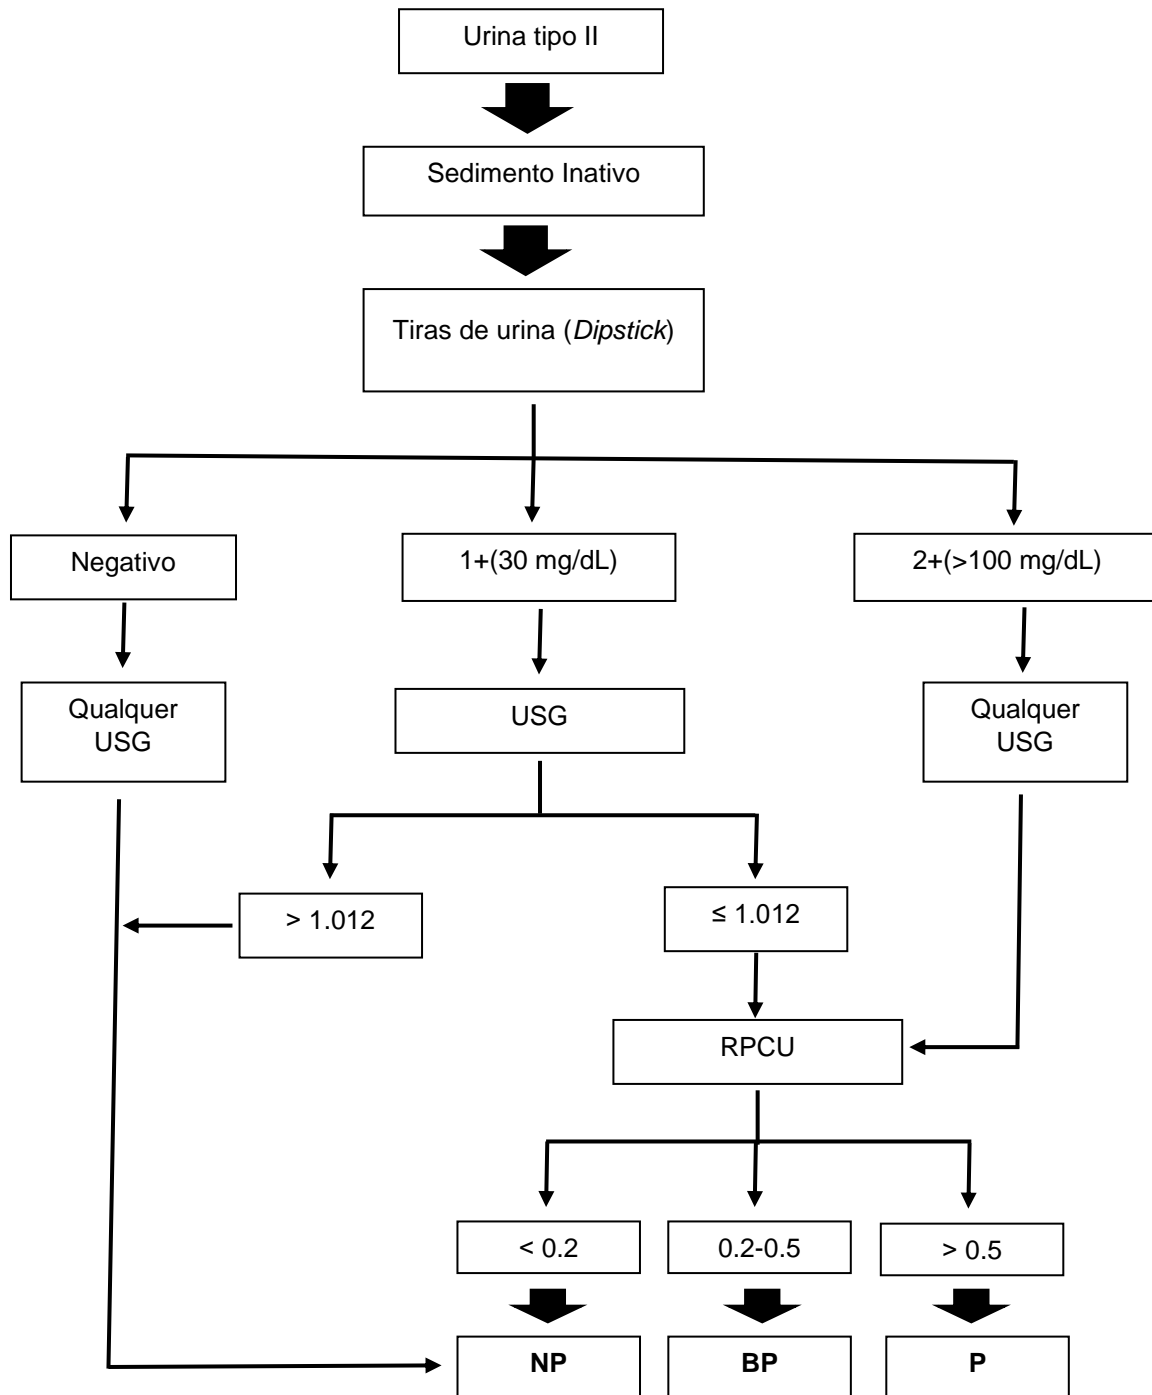 Urina tipo II
Sedimento Inativo
Tiras de urina (Dipstick)
Negativo
1+(30 mg/dL)
2+(>100 mg/dL)
Qualquer
USG
USG
Qualquer
USG
> 1.012
≤ 1.012
RPCU
< 0.2
0.2-0.5
> 0.5
NP
BP
P